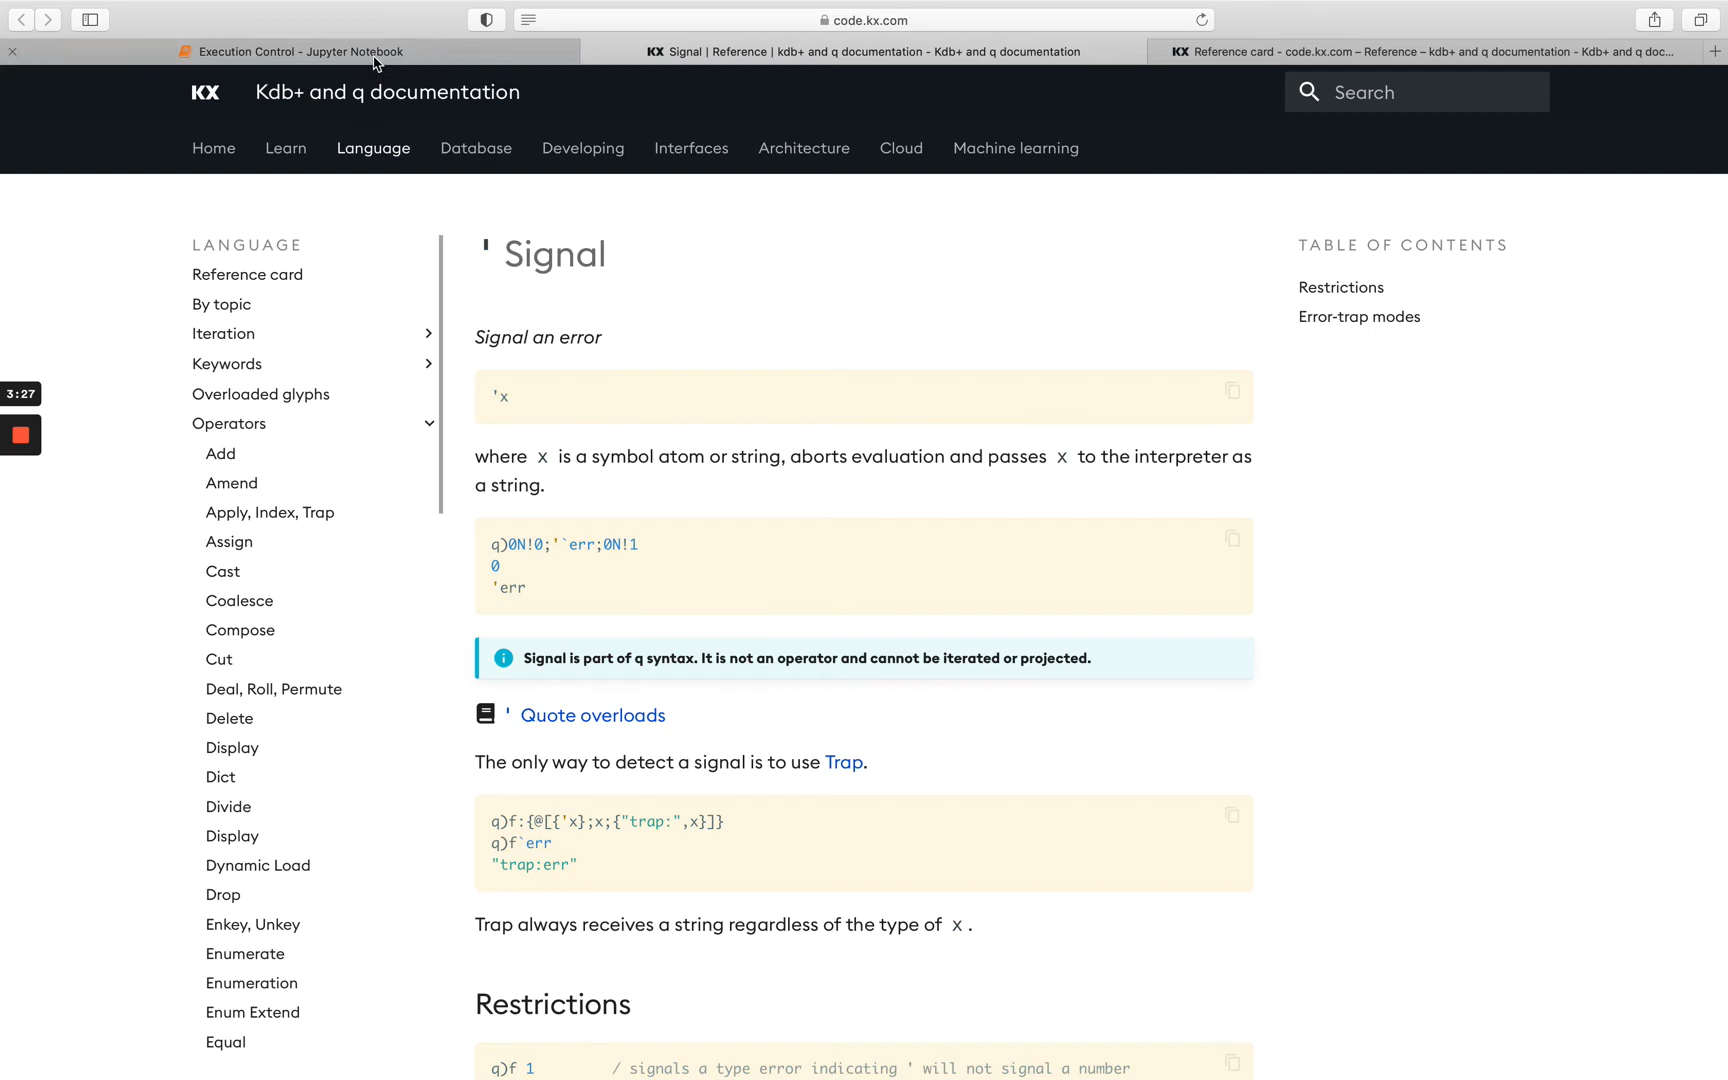 code.kx.com
Execution Control - Jupyter Notebook
KX Signal | Reference | kdb+ and q documentation - Kdb+ and q documentation
KX Reference card - code.kx.com – Reference – kdb+ and q documentation - Kdb+ and q doc...
KX Kdb+ and q documentation
Search
Home Learn Language Database Developing Interfaces Architecture Cloud Machine learning
3:27
LANGUAGE
Reference card
By topic
Iteration
Keywords
Overloaded glyphs
Operators
Add
Amend
Apply, Index, Trap
Assign
Cast
Coalesce
Compose
Cut
Deal, Roll, Permute
Delete
Display
Dict
Divide
Display
Dynamic Load
Drop
Enkey, Unkey
Enumerate
Enumeration
Enum Extend
Equal
' Signal
Signal an error
'x
where x is a symbol atom or string, aborts evaluation and passes x to the interpreter as
a string.
q)0N!0;'`err;0N!1
0
'err
Signal is part of q syntax. It is not an operator and cannot be iterated or projected.
' Quote overloads
The only way to detect a signal is to use Trap.
q)f:{@[{'x};x;{"trap:",x}]}
q)f`err
"trap:err"
Trap always receives a string regardless of the type of x .
Restrictions
q)f 1 / signals a type error indicating ' will not signal a number
TABLE OF CONTENTS
Restrictions
Error-trap modes